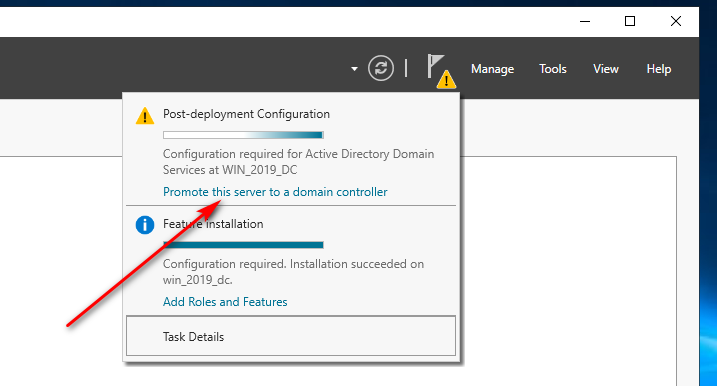 Manage Tools View Help
Post-deployment Configuration
Configuration required for Active Directory Domain
Services at WIN_2019_DC
Promote this server to a domain controller
Feature Installation
Configuration required. Installation succeeded on
win_2019_dc.
Add Roles and Features
Task Details